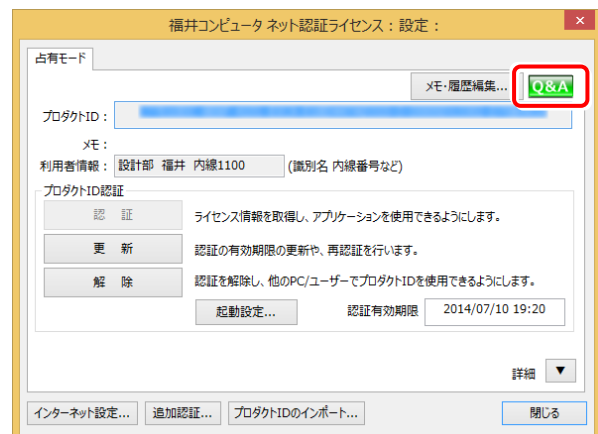 福井コンピュータ ネット認証ライセンス：設定：
×
占有モード
メモ・履歴編集...
Q&A
プロダクトID：
メモ：
利用者情報： 設計部 福井 内線1100 (識別名 内線番号など)
プロダクトID認証
認 証 ライセンス情報を取得し、アプリケーションを使用できるようにします。
更 新 認証の有効期限の更新や、再認証を行います。
解 除 認証を解除し、他のPC/ユーザーでプロダクトIDを使用できるようにします。
起動設定... 認証有効期限 2014/07/10 19:20
詳細 ▼
インターネット設定... 追加認証... プロダクトIDのインポート... 閉じる